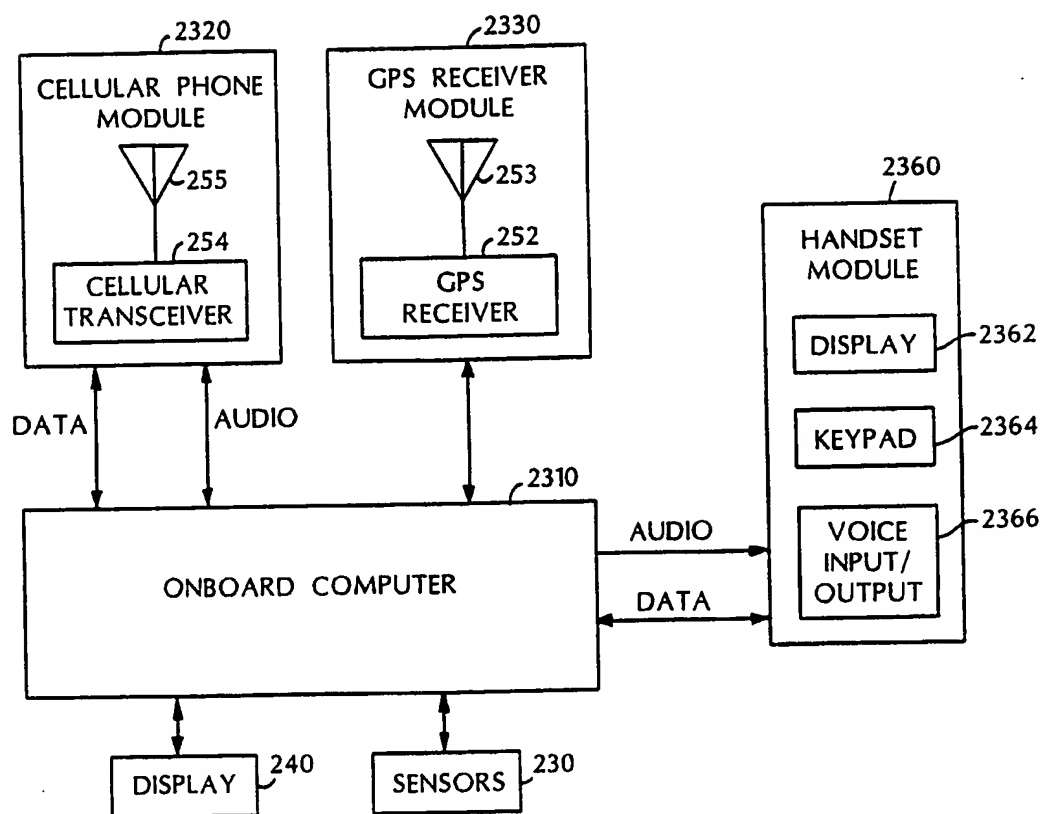 2320
CELLULAR PHONE
MODULE
255
254
CELLULAR
TRANSCEIVER
2330
GPS RECEIVER
MODULE
253
252
GPS
RECEIVER
2360
HANDSET
MODULE
DISPLAY
2362
KEYPAD
2364
VOICE
INPUT/
OUTPUT
2366
DATA
AUDIO
2310
ONBOARD COMPUTER
AUDIO
DATA
DISPLAY
240
SENSORS
230